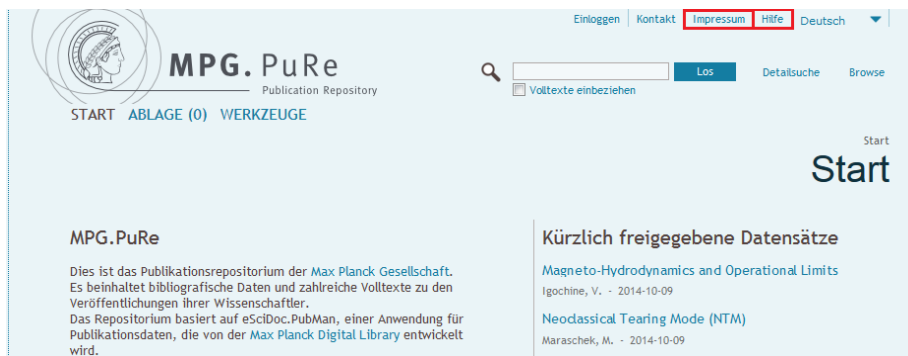 Einloggen Kontakt Impressum Hilfe Deutsch
MPG. PuRe
Publication Repository
Los Detailsuche Browse
Volltexte einbeziehen
START ABLAGE (0) WERKZEUGE
Start
Start
MPG.PuRe
Dies ist das Publikationsrepositorium der Max Planck Gesellschaft.
Es beinhaltet bibliografische Daten und zahlreiche Volltexte zu den
Veröffentlichungen ihrer Wissenschaftler.
Das Repositorium basiert auf eSciDoc.PubMan, einer Anwendung für
Publikationsdaten, die von der Max Planck Digital Library entwickelt
wird.
Kürzlich freigegebene Datensätze
Magneto-Hydrodynamics and Operational Limits
Igochine, V. - 2014-10-09
Neoclassical Tearing Mode (NTM)
Maraschek, M. - 2014-10-09